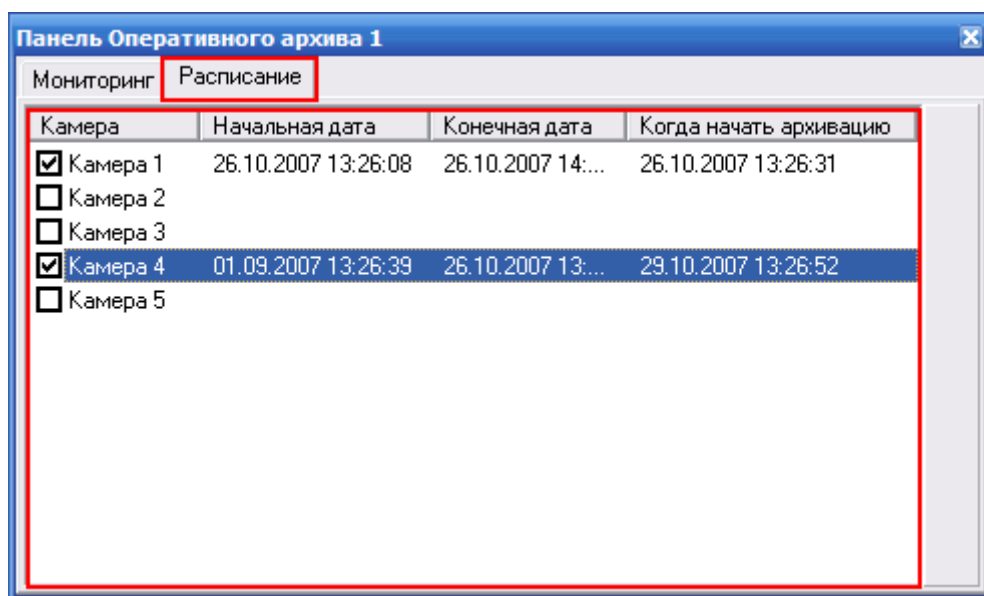 Панель Оперативного архива 1
Мониторинг Расписание
Камера Начальная дата Конечная дата Когда начать архивацию
Камера 1 26.10.2007 13:26:08 26.10.2007 14:... 26.10.2007 13:26:31
Камера 2
Камера 3
Камера 4 01.09.2007 13:26:39 26.10.2007 13:... 29.10.2007 13:26:52
Камера 5